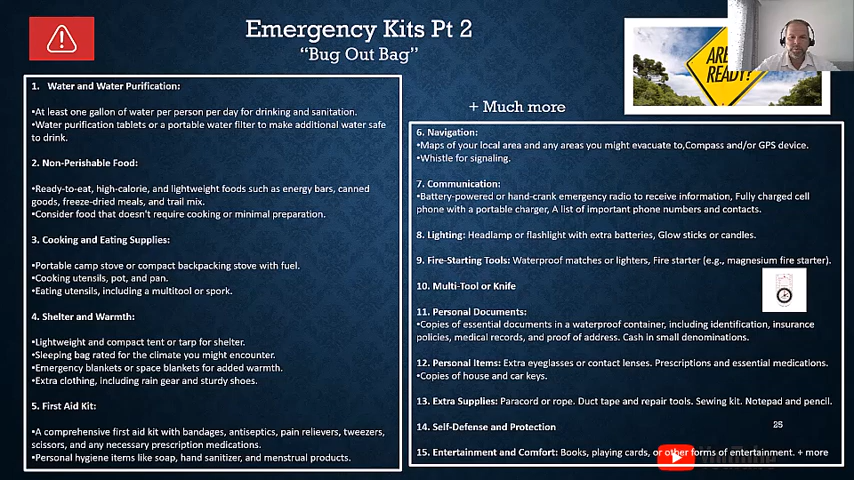 Emergency Kits Pt 2
“Bug Out Bag”
ARE
READY?
+ Much more
1. Water and Water Purification:
•At least one gallon of water per person per day for drinking and sanitation.
•Water purification tablets or a portable water filter to make additional water safe
to drink.
2. Non-Perishable Food:
•Ready-to-eat, high-calorie, and lightweight foods such as energy bars, canned
goods, freeze-dried meals, and trail mix.
•Consider food that doesn't require cooking or minimal preparation.
3. Cooking and Eating Supplies:
•Portable camp stove or compact backpacking stove with fuel.
•Cooking utensils, pot, and pan.
•Eating utensils, including a multitool or spork.
4. Shelter and Warmth:
•Lightweight and compact tent or tarp for shelter.
•Sleeping bag rated for the climate you might encounter.
•Emergency blankets or space blankets for added warmth.
•Extra clothing, including rain gear and sturdy shoes.
5. First Aid Kit:
•A comprehensive first aid kit with bandages, antiseptics, pain relievers, tweezers,
scissors, and any necessary prescription medications.
•Personal hygiene items like soap, hand sanitizer, and menstrual products.
6. Navigation:
•Maps of your local area and any areas you might evacuate to,Compass and/or GPS device.
•Whistle for signaling.
7. Communication:
•Battery-powered or hand-crank emergency radio to receive information, Fully charged cell
phone with a portable charger, A list of important phone numbers and contacts.
8. Lighting: Headlamp or flashlight with extra batteries, Glow sticks or candles.
9. Fire-Starting Tools: Waterproof matches or lighters, Fire starter (e.g., magnesium fire starter).
10. Multi-Tool or Knife
11. Personal Documents:
•Copies of essential documents in a waterproof container, including identification, insurance
policies, medical records, and proof of address. Cash in small denominations.
12. Personal Items: Extra eyeglasses or contact lenses. Prescriptions and essential medications.
•Copies of house and car keys.
13. Extra Supplies: Paracord or rope. Duct tape and repair tools. Sewing kit. Notepad and pencil.
14. Self-Defense and Protection
25
15. Entertainment and Comfort: Books, playing cards, or other forms of entertainment. + more
YouTube